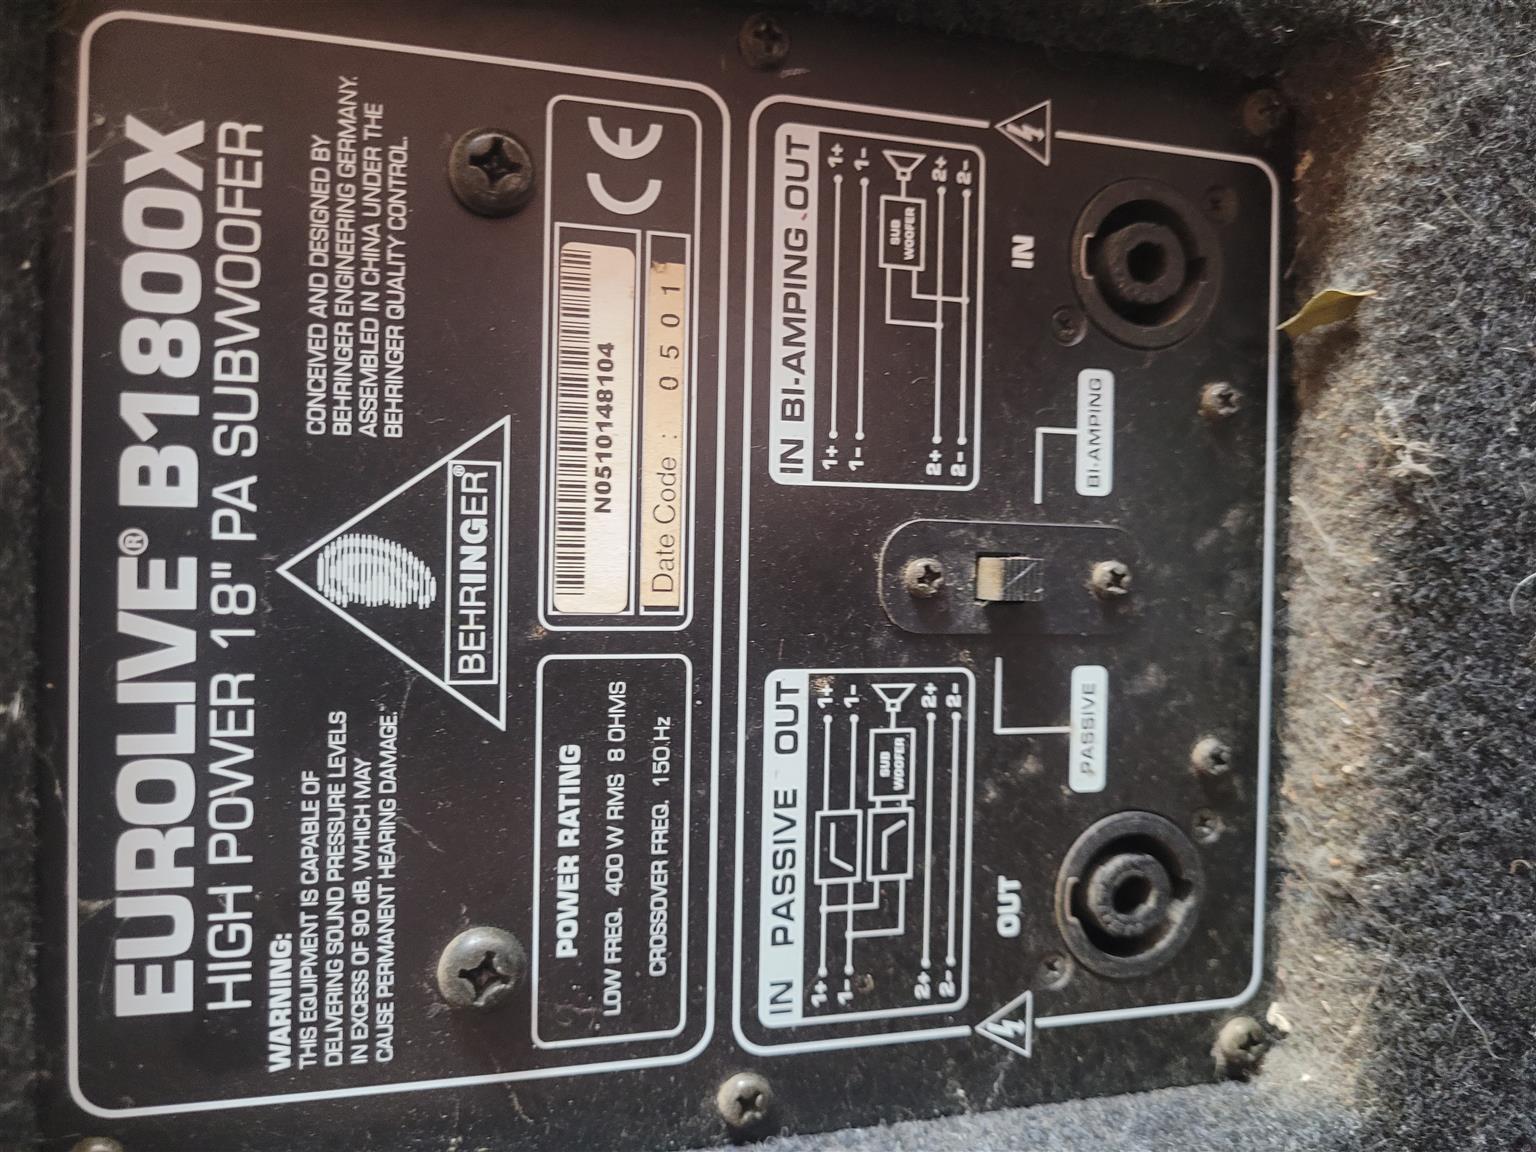 EUROLIVE® B1800X
HIGH POWER 18" PA SUBWOOFER
WARNING:
THIS EQUIPMENT IS CAPABLE OF
DELIVERING SOUND PRESSURE LEVELS
IN EXCESS OF 90 dB, WHICH MAY
CAUSE PERMANENT HEARING DAMAGE.
BEHRINGER®
CONCEIVED AND DESIGNED BY
BEHRINGER ENGINEERING GERMANY.
ASSEMBLED IN CHINA UNDER THE
BEHRINGER QUALITY CONTROL.
POWER RATING
LOW FREQ. 400 W RMS 8 OHMS
CROSSOVER FREQ. 150 Hz
N0510148104
Date Code : 0501
CE
IN PASSIVE OUT
1+ 1+
1- 1-
SUB
WOOFER
2+ 2+
2- 2-
IN BI-AMPING OUT
1+ 1+
1- 1-
SUB
WOOFER
2+ 2+
2- 2-
OUT
IN
PASSIVE
BI-AMPING